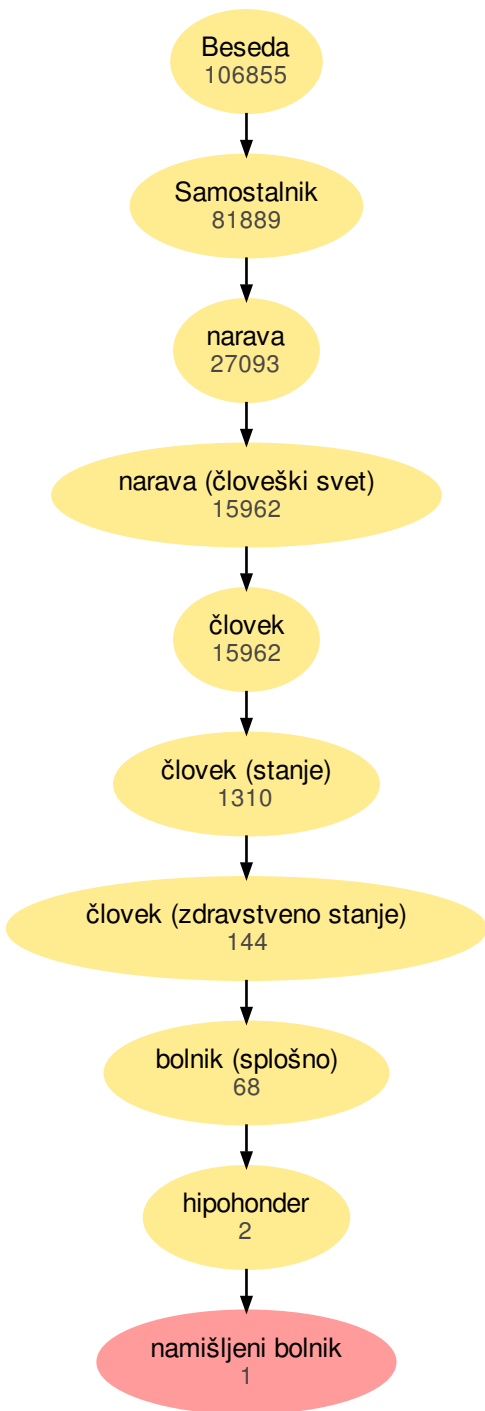 Beseda
106855
Samostalnik
81889
narava
27093
narava (človeški svet)
15962
človek
15962
človek (stanje)
1310
človek (zdravstveno stanje)
144
bolnik (splošno)
68
hipohonder
2
namišljeni bolnik
1